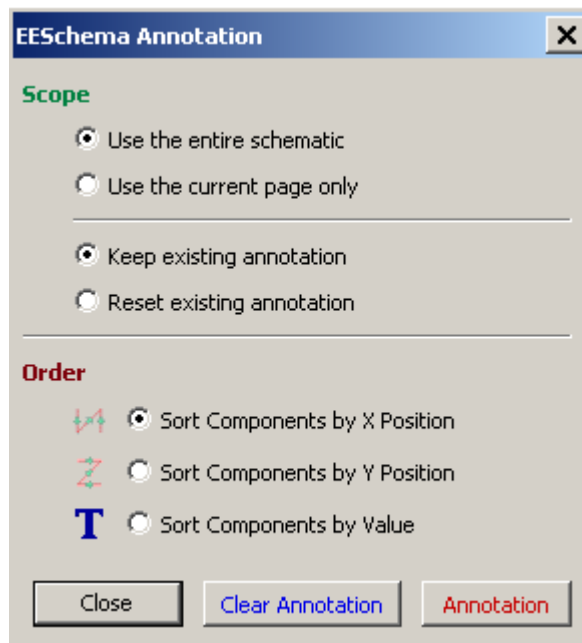 EESchema Annotation
Scope
Use the entire schematic
Use the current page only
Keep existing annotation
Reset existing annotation
Order
Sort Components by X Position
Sort Components by Y Position
T Sort Components by Value
Close Clear Annotation Annotation